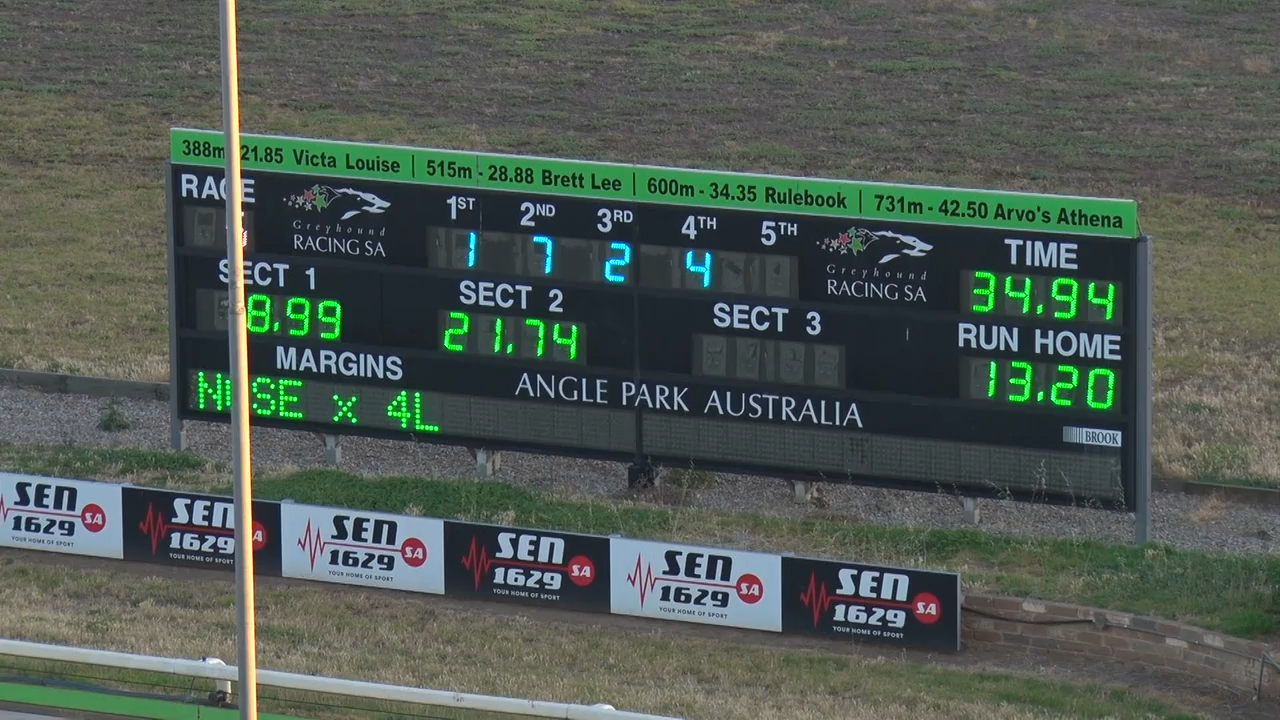 388m 21.85 Victa Louise | 515m - 28.88 Brett Lee | 600m - 34.35 Rulebook | 731m - 42.50 Arvo's Athena
RACE
Greyhound
RACING SA
1ST 2ND 3RD 4TH 5TH
1 7 2 4
Greyhound
RACING SA
TIME
34.94
SECT 1
8.99
SECT 2
21.74
SECT 3
RUN HOME
13.20
MARGINS
NOSE x 4L
ANGLE PARK AUSTRALIA
BROOK
SEN
1629 SA
YOUR HOME OF SPORT
SEN
1629
YOUR HOME OF SPORT
SEN
1629 SA
YOUR HOME OF SPORT
SEN
1629 SA
YOUR HOME OF SPORT
SEN
1629 SA
YOUR HOME OF SPORT
SEN
1629 SA
YOUR HOME OF SPORT